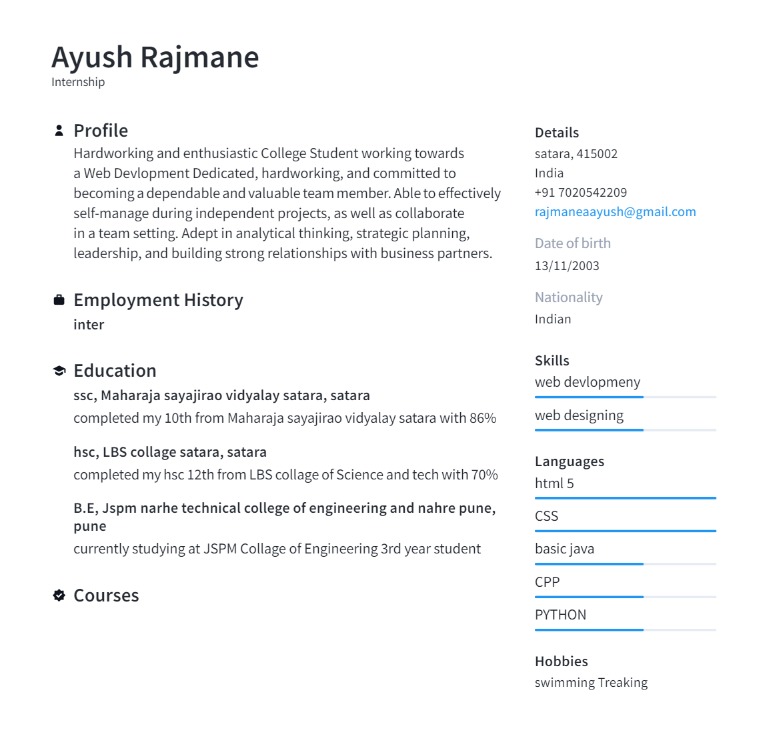 Ayush Rajmane
Internship
Profile
Hardworking and enthusiastic College Student working towards
a Web Devlopment Dedicated, hardworking, and committed to
becoming a dependable and valuable team member. Able to effectively
self-manage during independent projects, as well as collaborate
in a team setting. Adept in analytical thinking, strategic planning,
leadership, and building strong relationships with business partners.
Employment History
inter
Education
ssc, Maharaja sayajirao vidyalay satara, satara
completed my 10th from Maharaja sayajirao vidyalay satara with 86%
hsc, LBS collage satara, satara
completed my hsc 12th from LBS collage of Science and tech with 70%
B.E, Jspm narhe technical college of engineering and nahre pune,
pune
currently studying at JSPM Collage of Engineering 3rd year student
Courses
Details
satara, 415002
India
+91 7020542209
rajmaneaayush@gmail.com
Date of birth
13/11/2003
Nationality
Indian
Skills
web devlopmeny
web designing
Languages
html 5
CSS
basic java
CPP
PYTHON
Hobbies
swimming Treaking